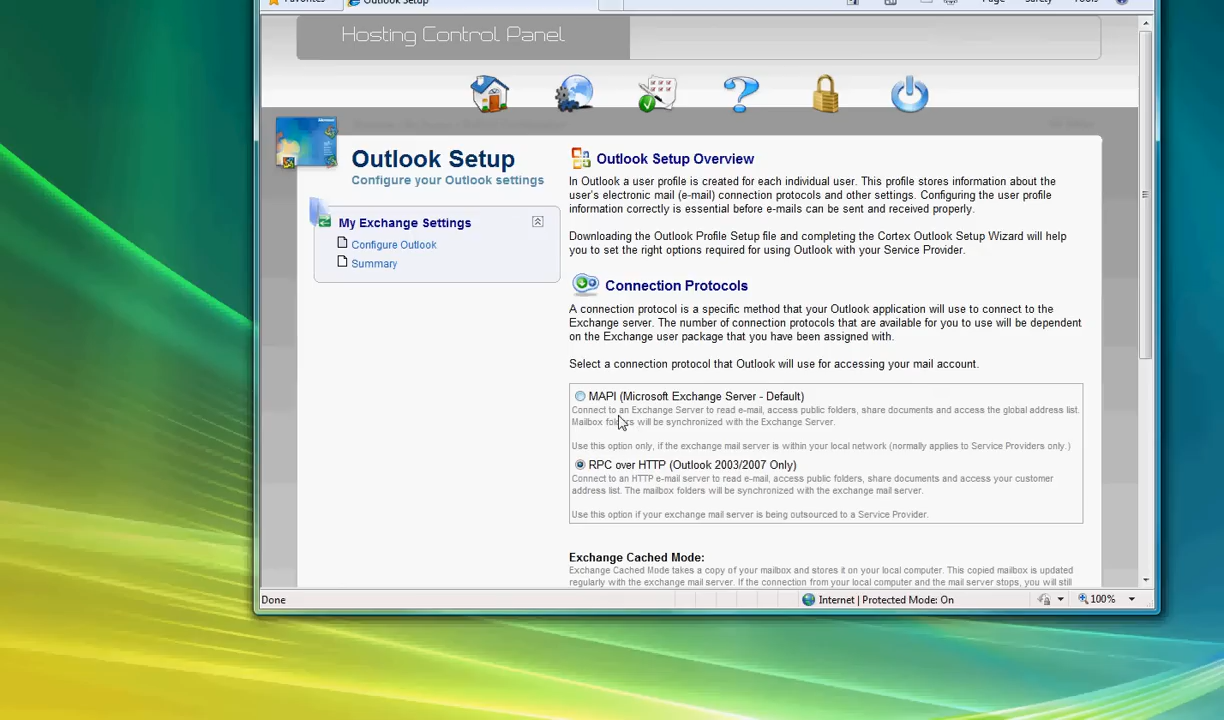 Favorites
Outlook Setup
Page
Safety
Tools
Hosting Control Panel
Outlook Setup
Configure your Outlook settings
My Exchange Settings
Configure Outlook
Summary
Outlook Setup Overview
In Outlook a user profile is created for each individual user. This profile stores information about the
user's electronic mail (e-mail) connection protocols and other settings. Configuring the user profile
information correctly is essential before e-mails can be sent and received properly.
Downloading the Outlook Profile Setup file and completing the Cortex Outlook Setup Wizard will help
you to set the right options required for using Outlook with your Service Provider.
Connection Protocols
A connection protocol is a specific method that your Outlook application will use to connect to the
Exchange server. The number of connection protocols that are available for you to use will be dependent
on the Exchange user package that you have been assigned with.
Select a connection protocol that Outlook will use for accessing your mail account.
MAPI (Microsoft Exchange Server - Default)
Connect to an Exchange Server to read e-mail, access public folders, share documents and access the global address list.
Mailbox folders will be synchronized with the Exchange Server.
Use this option only, if the exchange mail server is within your local network (normally applies to Service Providers only.)
RPC over HTTP (Outlook 2003/2007 Only)
Connect to an HTTP e-mail server to read e-mail, access public folders, share documents and access your customer
address list. The mailbox folders will be synchronized with the exchange mail server.
Use this option if your exchange mail server is being outsourced to a Service Provider.
Exchange Cached Mode:
Exchange Cached Mode takes a copy of your mailbox and stores it on your local computer. This copied mailbox is updated
regularly with the exchange mail server. If the connection from your local computer and the mail server stops, you will still
Done
Internet | Protected Mode: On
100%